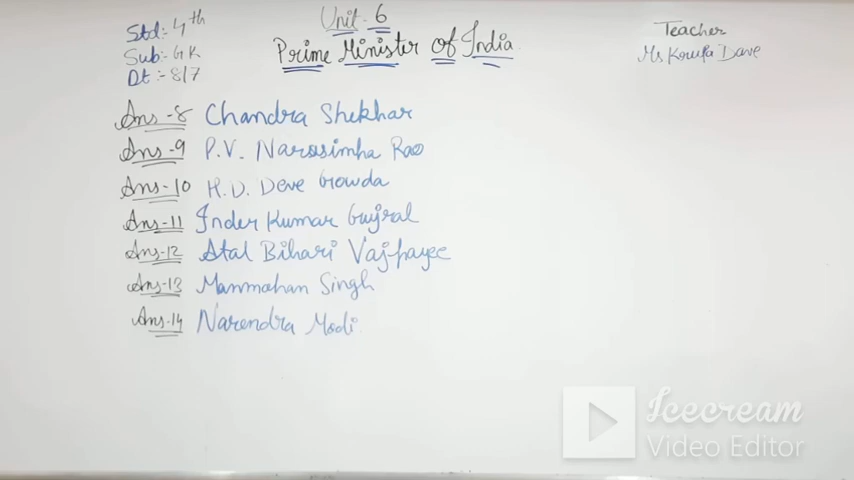 Unit - 6
Std:- 4th
Teacher
Prime Minister of India
Sub:- GK
Ms Krupa Dave
Dt :- 8/7
Ans -8 Chandra Shekhar
Ans -9 P.V. Narasimha Rao
Ans -10 H.D. Deve Gowda
Ans -11 Inder Kumar Gujral
Ans -12 Atal Bihari Vajpayee
Ans -13 Manmohan Singh
Ans -14 Narendra Modi
Icecream
Video Editor